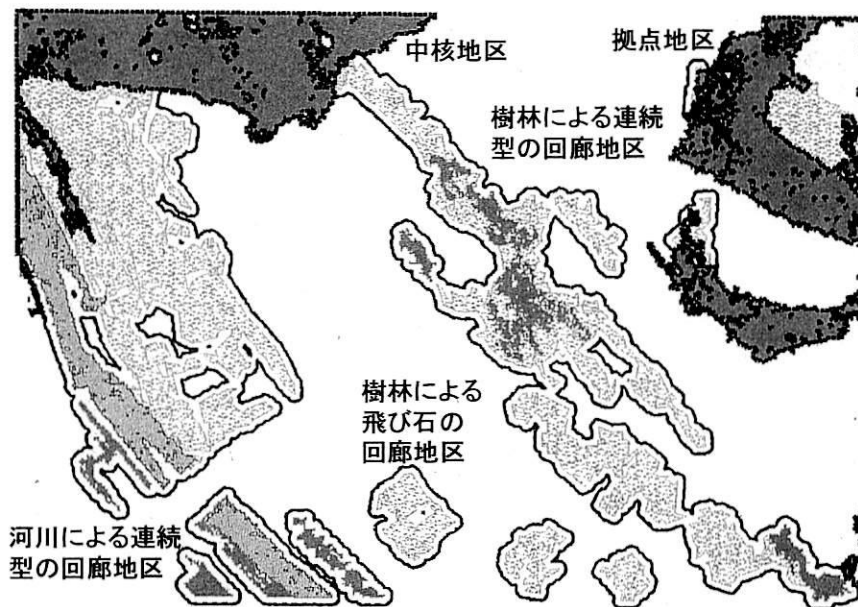 中核地区
拠点地区
樹林による連続
型の回廊地区
樹林による
飛び石の
回廊地区
河川による連続
型の回廊地区